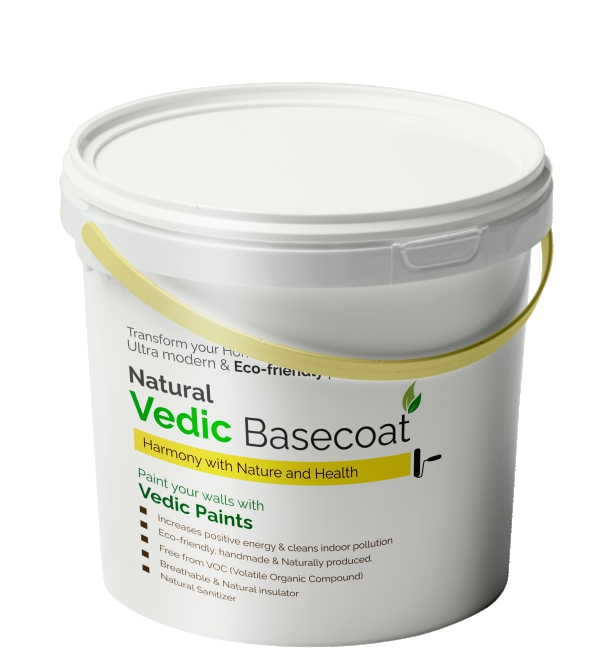 Transform your
Ultra modern & Eco-friendly
Natural
Vedic Basecoat
Harmony with Nature and Health
Paint your walls with
Vedic Paints
Increases positive energy & cleans indoor pollution
Eco-friendly, handmade & Naturally produced.
Free from VOC (Volatile Organic Compound)
Breathable & Natural insulator
Natural Sanitizer